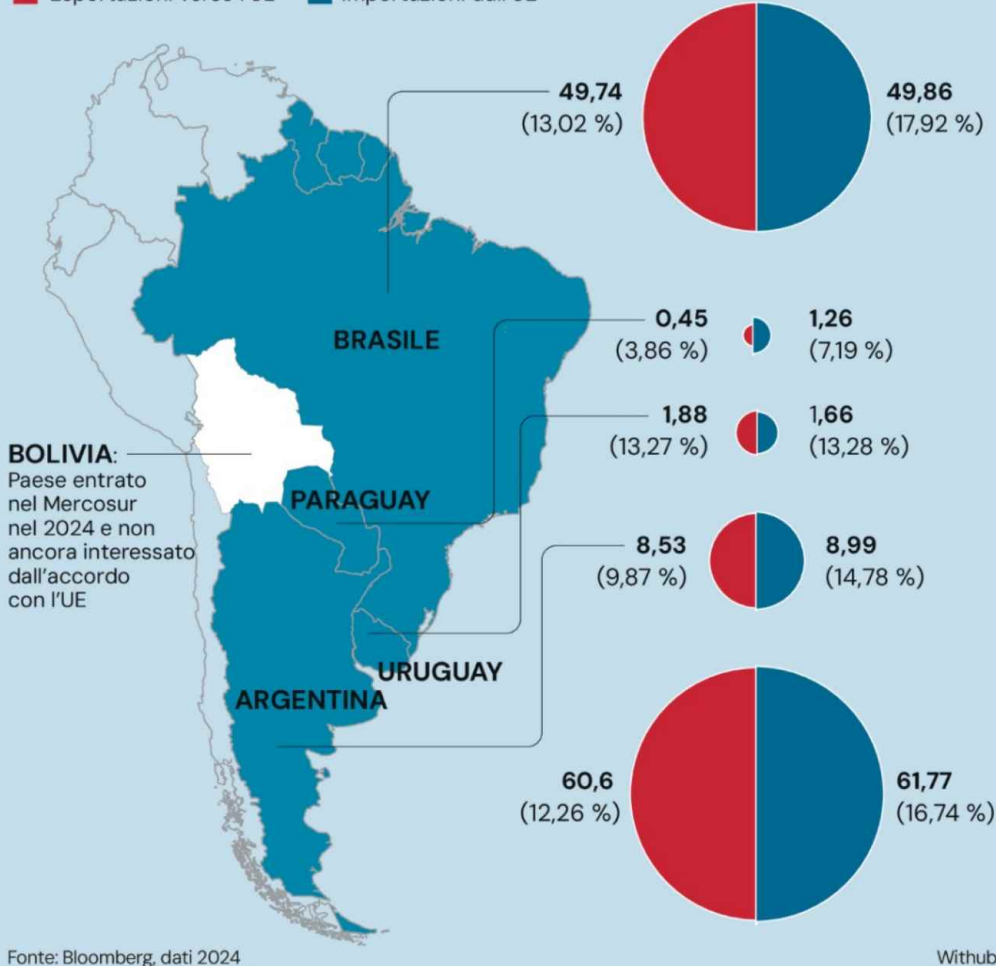 49,74
(13,02 %)
49,86
(17,92 %)
BRASILE
0,45
(3,86 %)
1,26
(7,19 %)
1,88
(13,27 %)
1,66
(13,28 %)
BOLIVIA:
Paese entrato
nel Mercosur
nel 2024 e non
ancora interessato
dall'accordo
con l'UE
PARAGUAY
8,53
(9,87 %)
8,99
(14,78 %)
URUGUAY
ARGENTINA
60,6
(12,26 %)
61,77
(16,74 %)
Fonte: Bloomberg, dati 2024
Withub